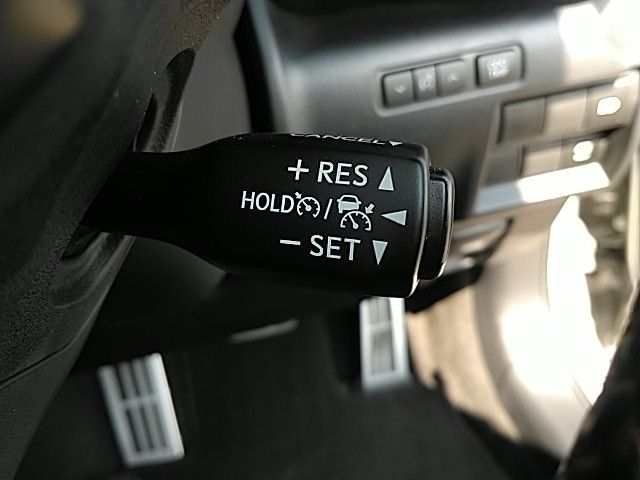 CANCEL
+ RES
HOLD /
− SET